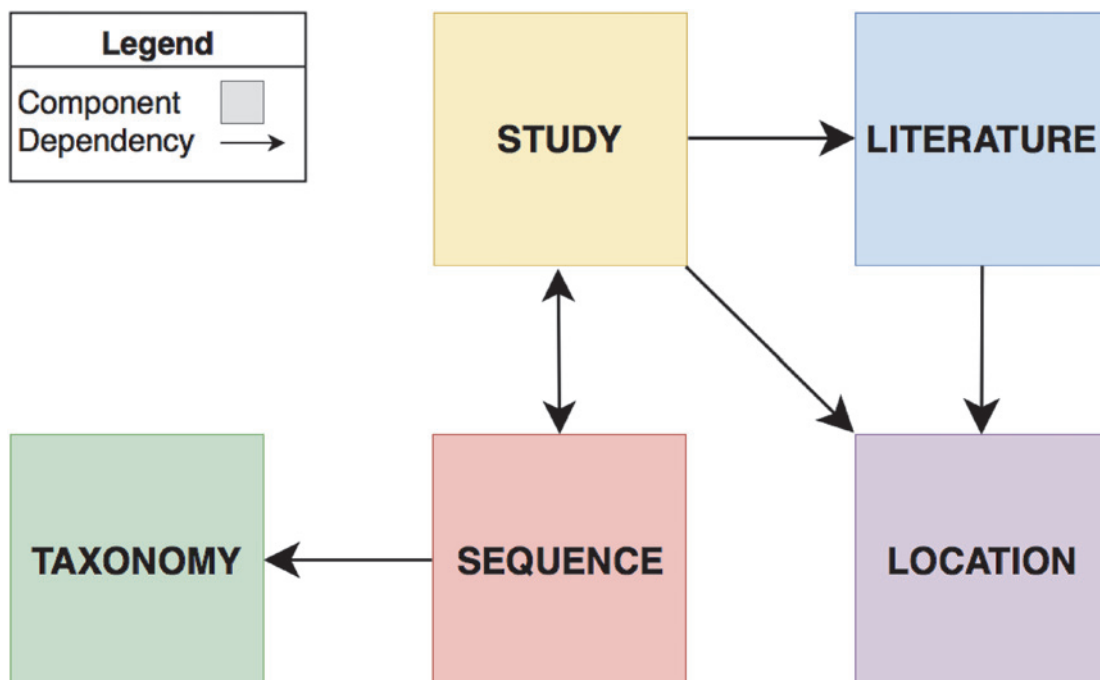 Legend
Component
Dependency
STUDY
LITERATURE
TAXONOMY
SEQUENCE
LOCATION